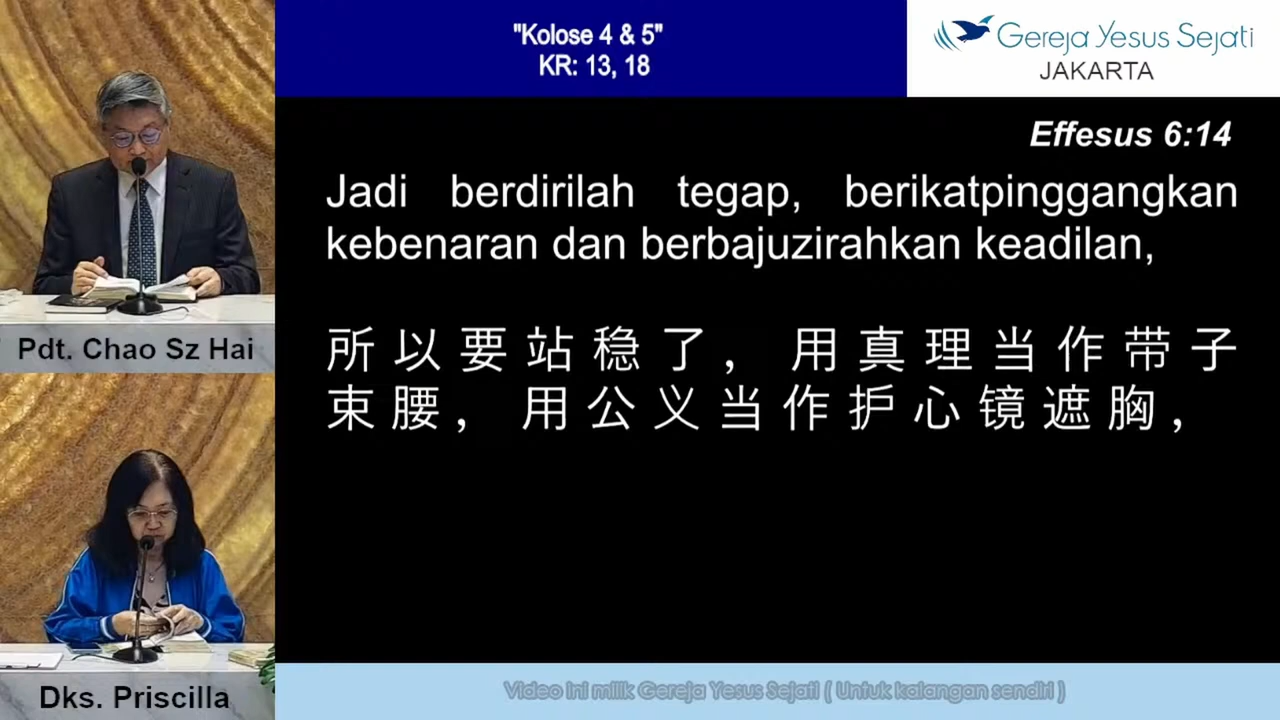 "Kolose 4 & 5"
KR: 13, 18
Gereja Yesus Sejati
JAKARTA
Effesus 6:14
Jadi berdirilah tegap, berikatpinggangkan
kebenaran dan berbajuzirahkan keadilan,
所以要站稳了，用真理当作带子
束腰，用公义当作护心镜遮胸，
Pdt. Chao Sz Hai
Dks. Priscilla
Video ini milik Gereja Yesus Sejati ( Untuk kalangan sendiri )